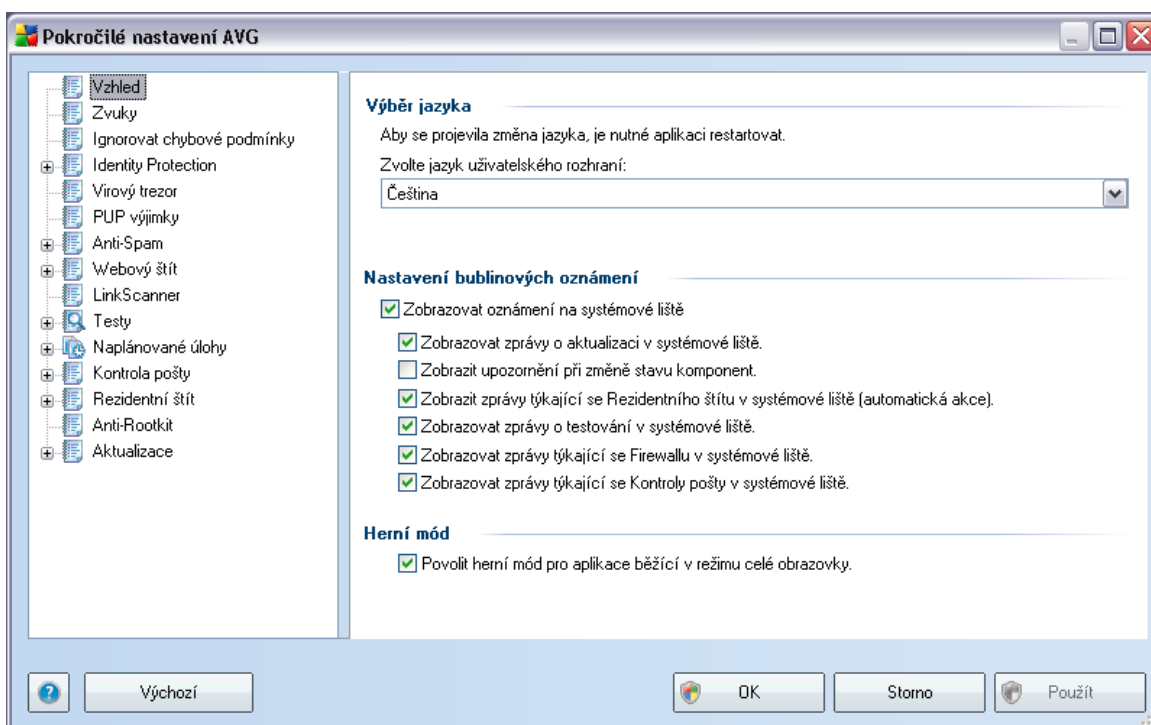 Pokročilé nastavení AVG
Vzhled
Zvuky
Ignorovat chybové podmínky
Identity Protection
Virový trezor
PUP výjimky
Anti-Spam
Webový štít
LinkScanner
Testy
Naplánované úlohy
Kontrola pošty
Rezidentní štít
Anti-Rootkit
Aktualizace
Výběr jazyka
Aby se projevila změna jazyka, je nutné aplikaci restartovat.
Zvolte jazyk uživatelského rozhraní:
Čeština
Nastavení bublinových oznámení
Zobrazovat oznámení na systémové liště
Zobrazovat zprávy o aktualizaci v systémové liště.
Zobrazit upozornění při změně stavu komponent.
Zobrazit zprávy týkající se Rezidentního štítu v systémové liště (automatická akce).
Zobrazovat zprávy o testování v systémové liště.
Zobrazovat zprávy týkající se Firewallu v systémové liště.
Zobrazovat zprávy týkající se Kontroly pošty v systémové liště.
Herní mód
Povolit herní mód pro aplikace běžící v režimu celé obrazovky.
Výchozí
OK
Storno
Použít